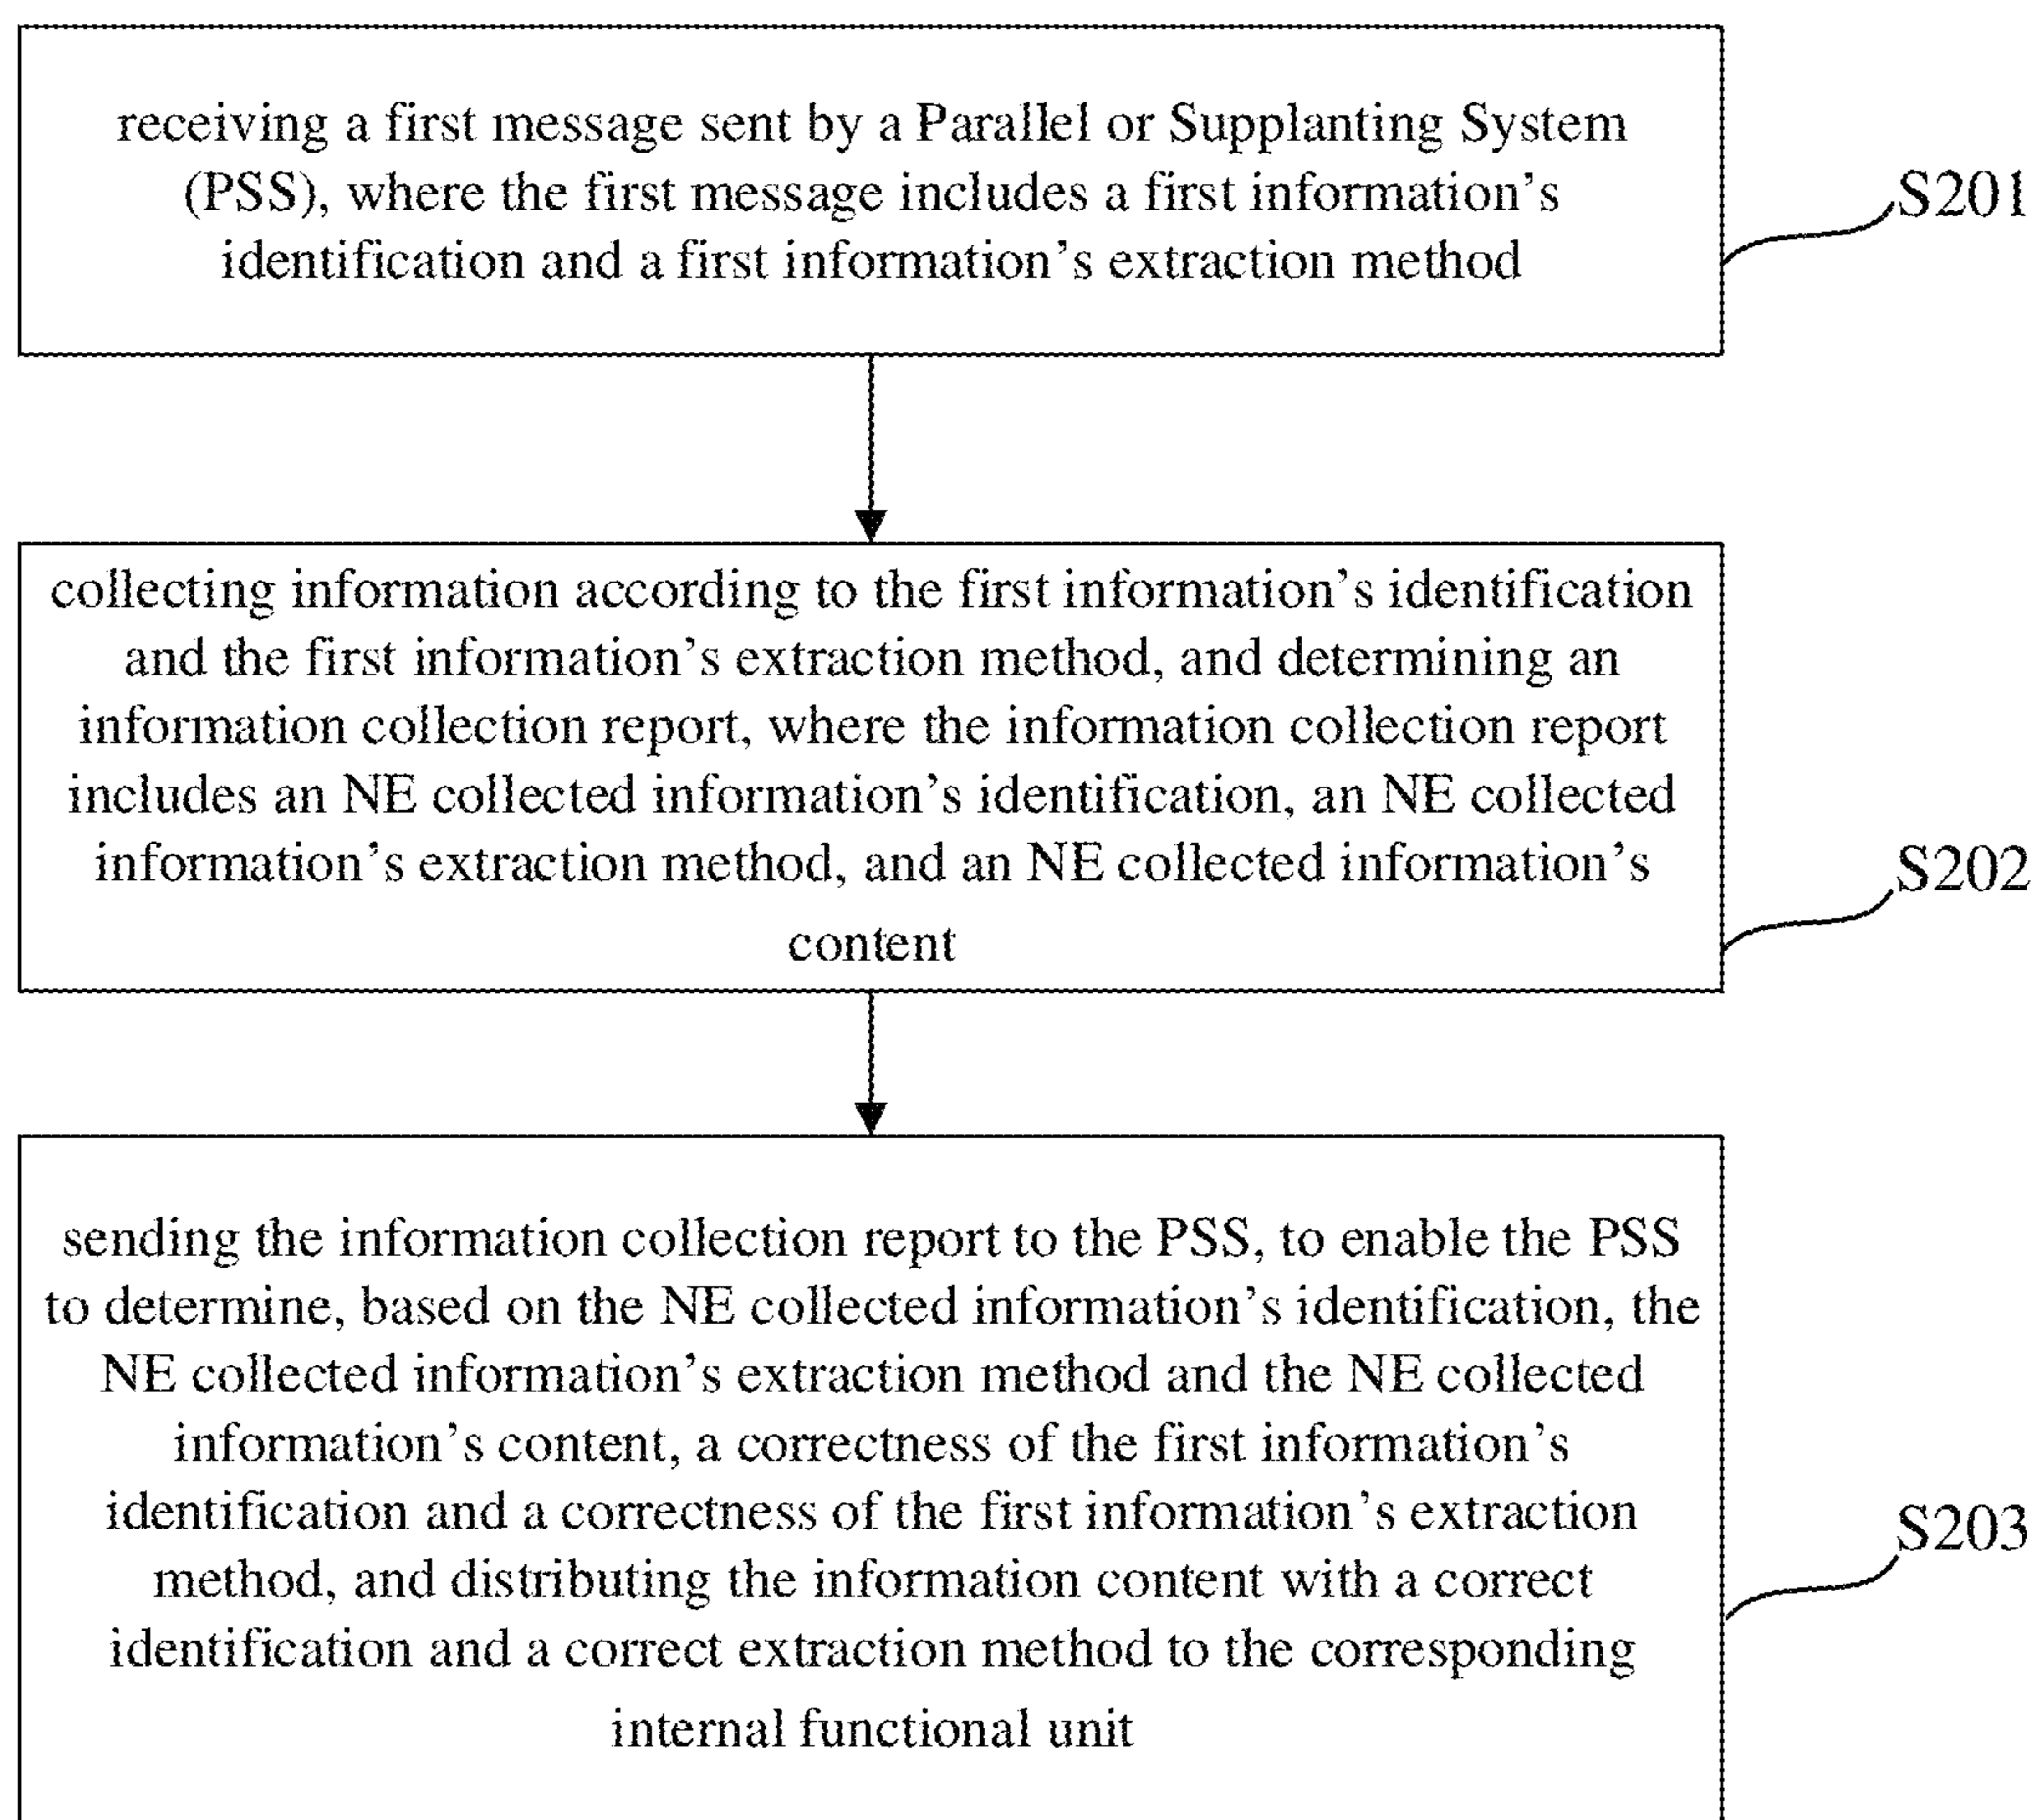 receiving a first message sent by a Parallel or Supplanting System
(PSS), where the first message includes a first information’s
identification and a first information’s extraction method
S201
collecting information according to the first information’s identification
and the first information’s extraction method, and determining an
information collection report, where the information collection report
includes an NE collected information’s identification, an NE collected
information’s extraction method, and an NE collected information’s
content
S202
sending the information collection report to the PSS, to enable the PSS
to determine, based on the NE collected information’s identification, the
NE collected information’s extraction method and the NE collected
information’s content, a correctness of the first information’s
identification and a correctness of the first information’s extraction
method, and distributing the information content with a correct
identification and a correct extraction method to the corresponding
internal functional unit
S203